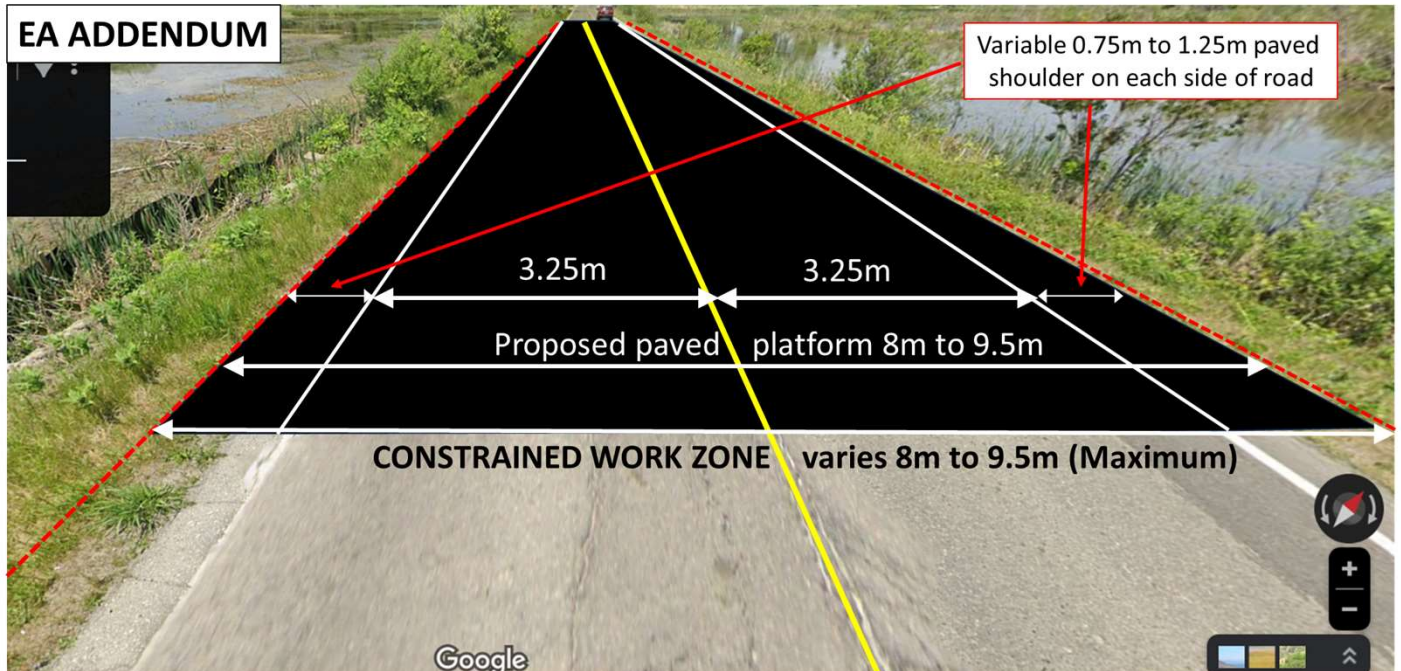 EA ADDENDUM
Variable 0.75m to 1.25m paved
shoulder on each side of road
3.25m 3.25m
Proposed paved platform 8m to 9.5m
CONSTRAINED WORK ZONE varies 8m to 9.5m (Maximum)
+
−
Google